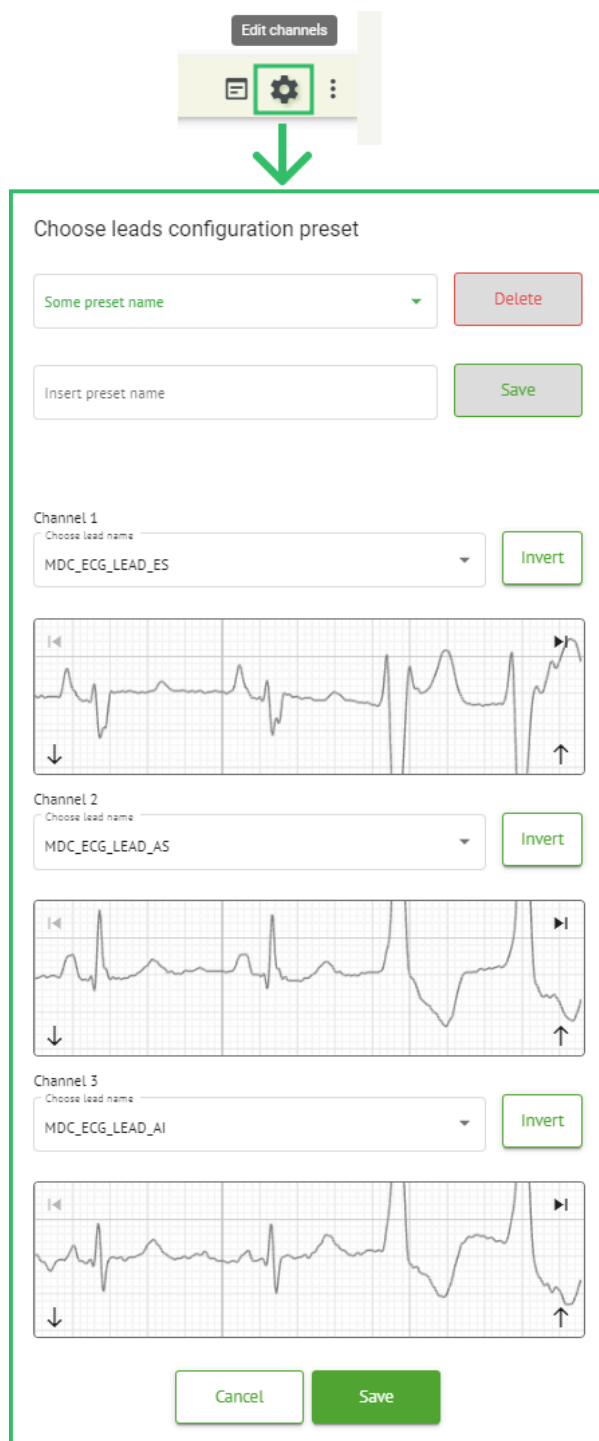 Edit channels
Choose leads configuration preset
Some preset name
Delete
Insert preset name
Save
Channel 1
Choose lead name
MDC_ECG_LEAD_ES
Invert
Channel 2
Choose lead name
MDC_ECG_LEAD_AS
Invert
Channel 3
Choose lead name
MDC_ECG_LEAD_AI
Invert
Cancel
Save